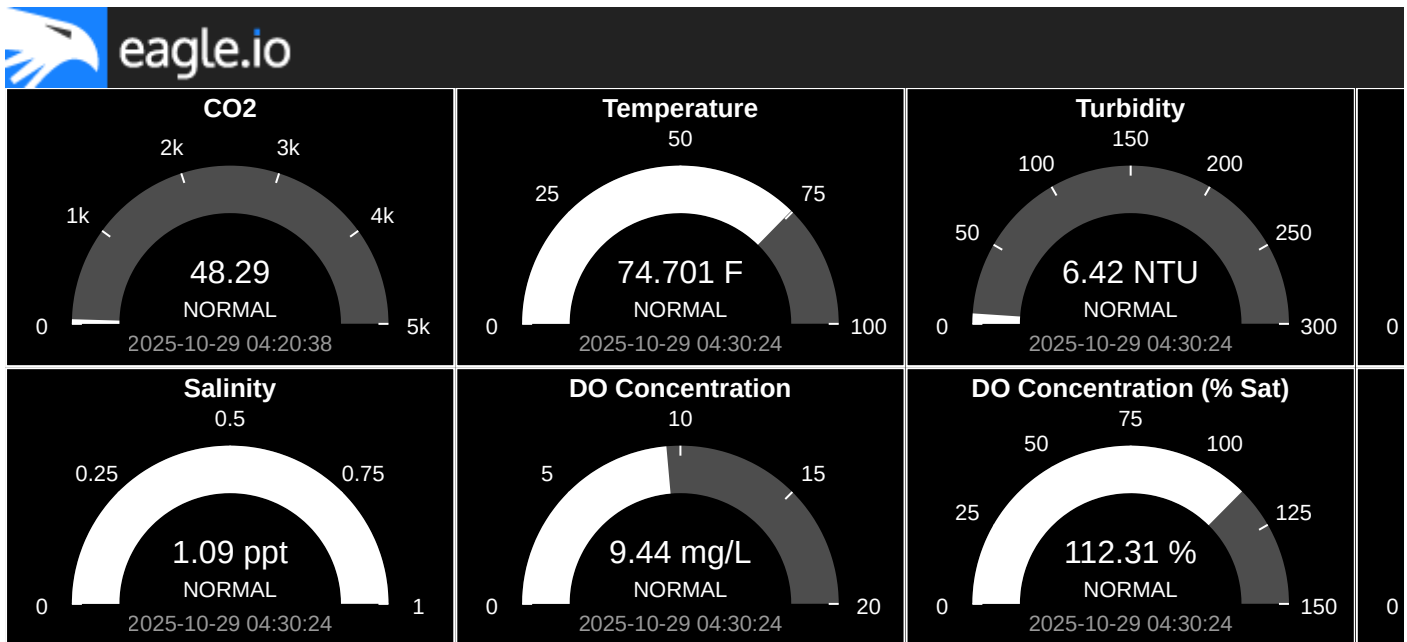 eagle.io
CO2
2k
3k
1k
4k
48.29
NORMAL
0
5k
2025-10-29 04:20:38
Temperature
50
25
75
74.701 F
NORMAL
0
100
2025-10-29 04:30:24
Turbidity
150
100
200
50
250
6.42 NTU
NORMAL
0
300
2025-10-29 04:30:24
0
Salinity
0.5
0.25
0.75
1.09 ppt
NORMAL
0
1
2025-10-29 04:30:24
DO Concentration
10
5
15
9.44 mg/L
NORMAL
0
20
2025-10-29 04:30:24
DO Concentration (% Sat)
75
50
100
25
125
112.31 %
NORMAL
0
150
2025-10-29 04:30:24
0